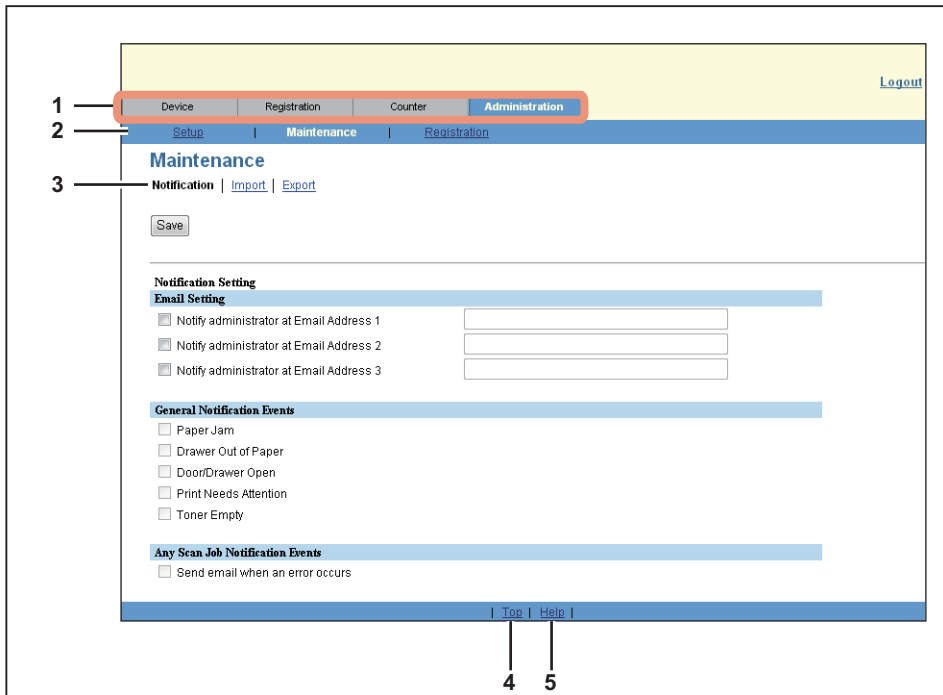 Logout
1 Device Registration Counter Administration
2 Setup | Maintenance | Registration
Maintenance
3 Notification | Import | Export
Save
Notification Setting
Email Setting
Notify administrator at Email Address 1
Notify administrator at Email Address 2
Notify administrator at Email Address 3
General Notification Events
Paper Jam
Drawer Out of Paper
Door/Drawer Open
Print Needs Attention
Toner Empty
Any Scan Job Notification Events
Send email when an error occurs
| Top | Help |
4 5